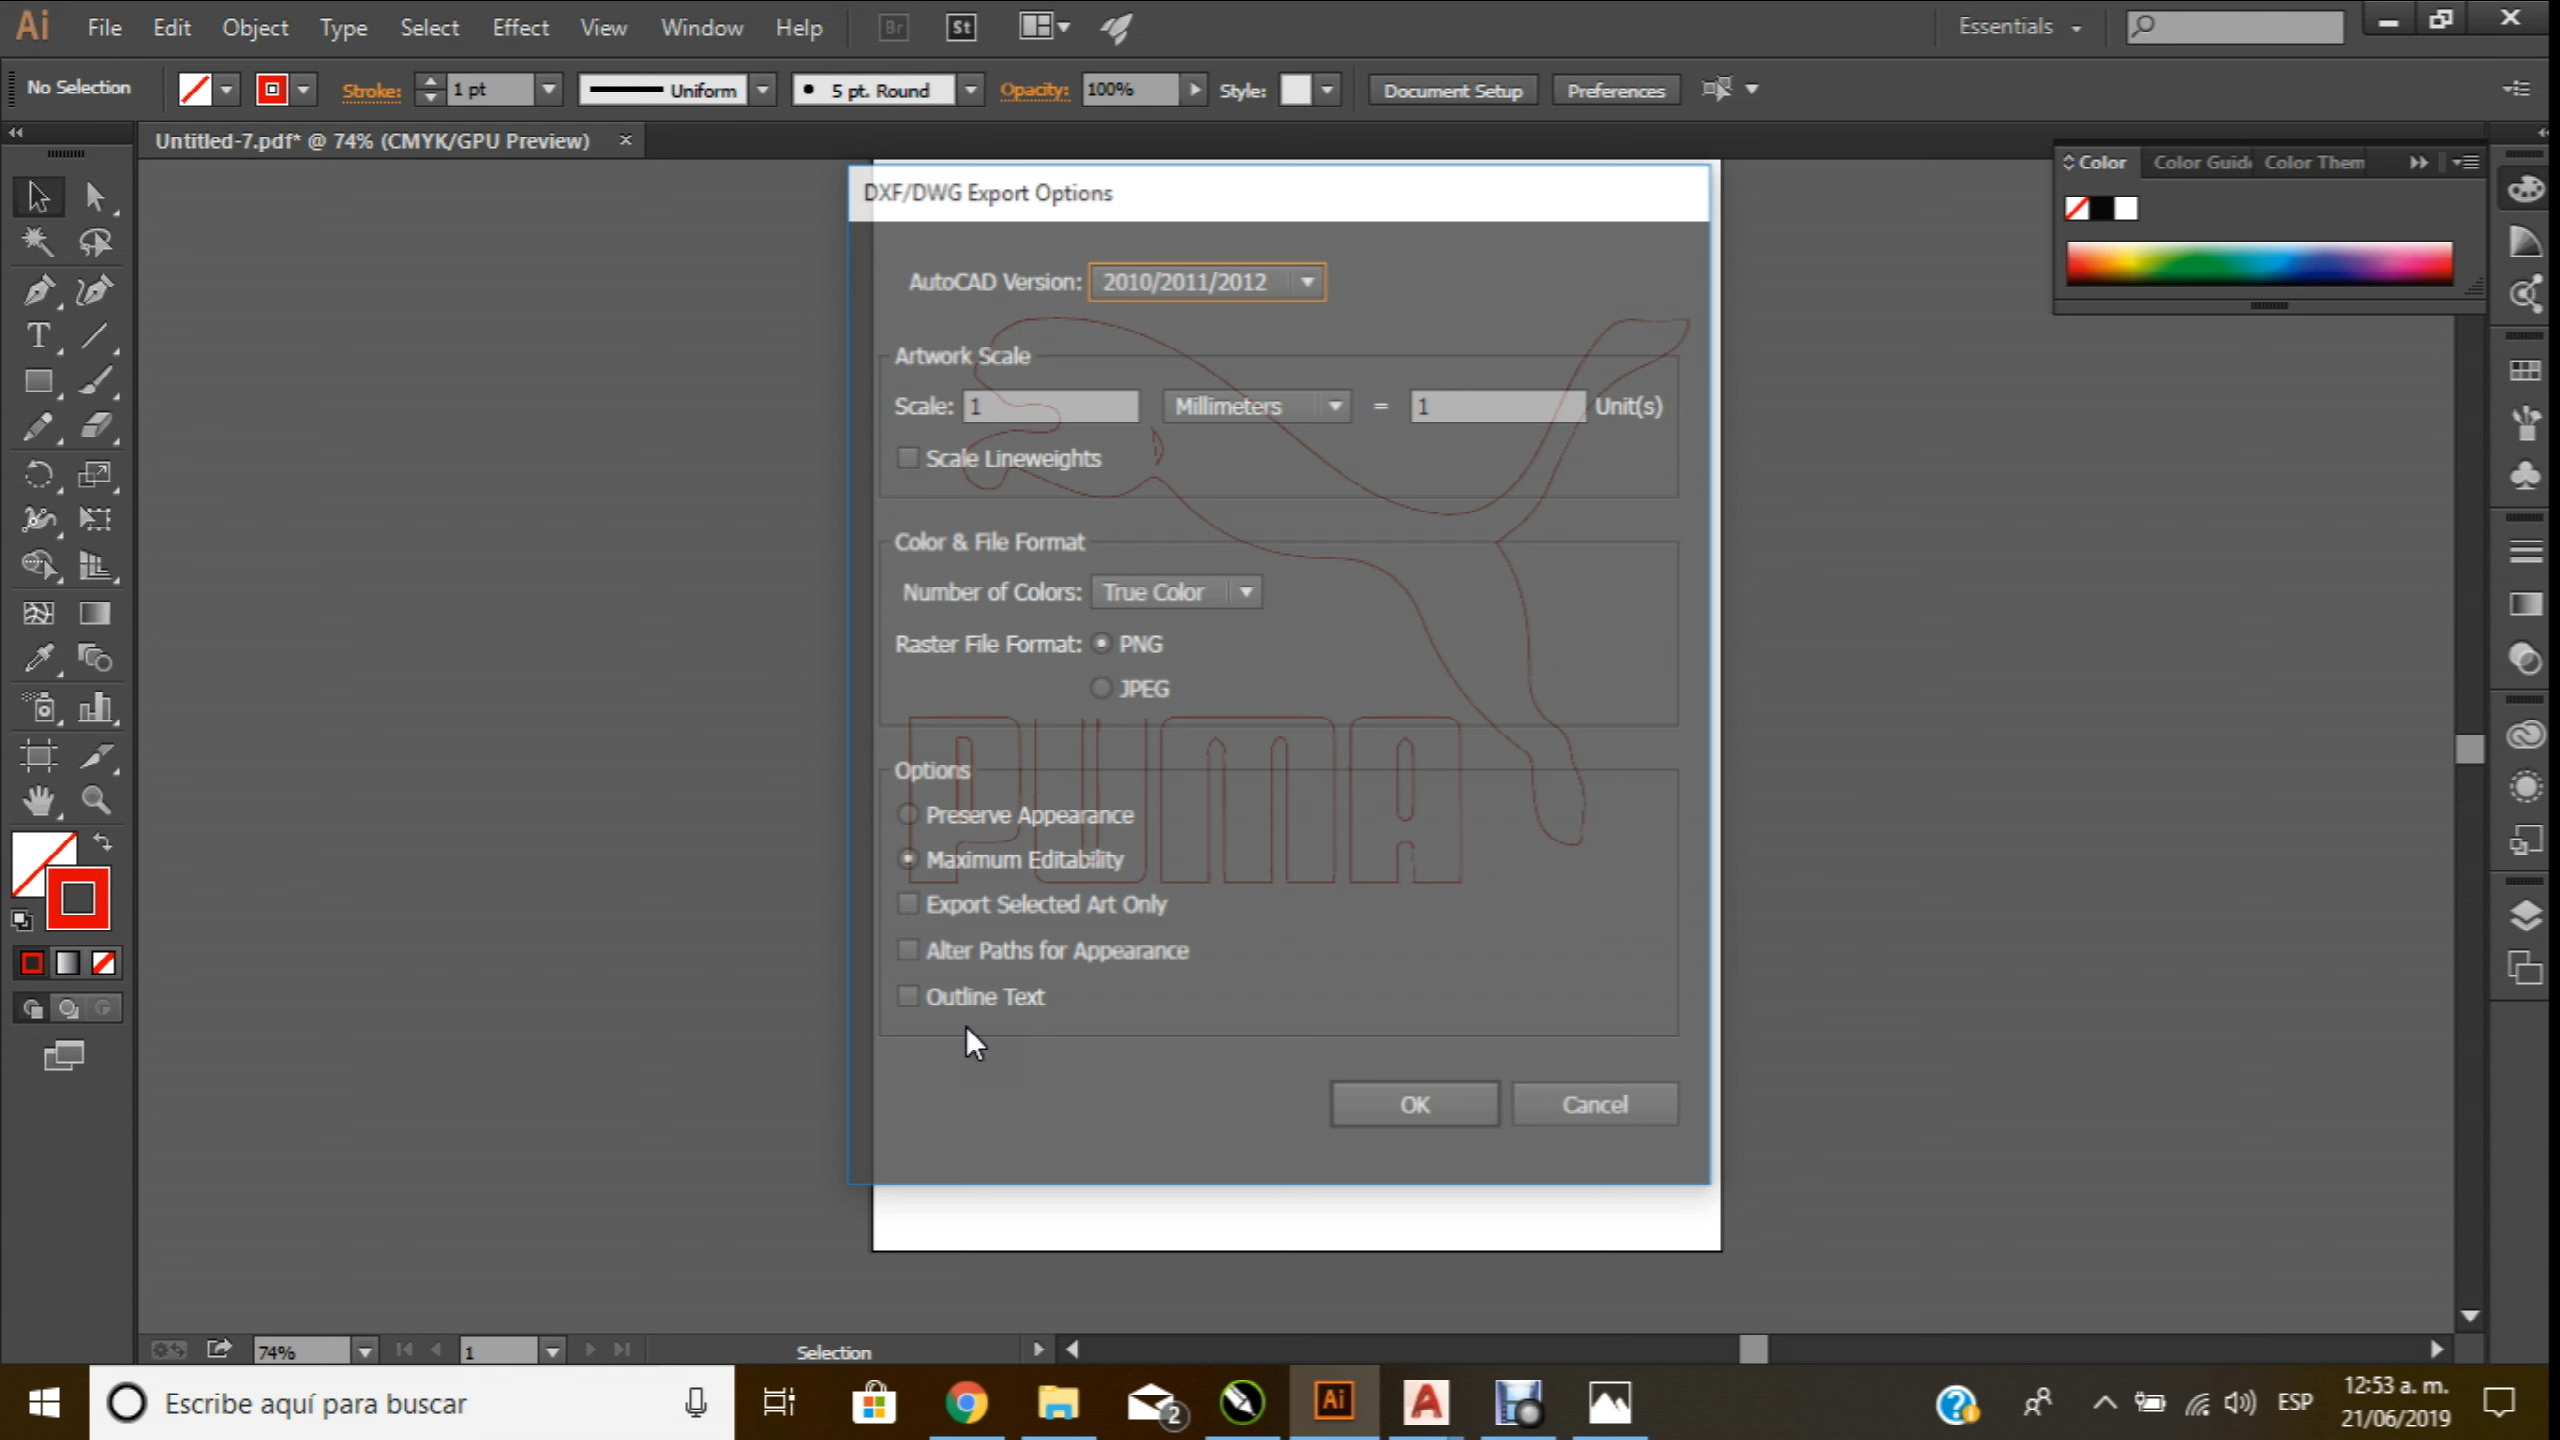 Ai File Edit Object Type Select Effect View Window Help Br St Essentials
No Selection Stroke: 1 pt Uniform 5 pt. Round Opacity: 100% Style: Document Setup Preferences
Untitled-7.pdf* @ 74% (CMYK/GPU Preview) ×
Color Color Guid Color Them
DXF/DWG Export Options
AutoCAD Version: 2010/2011/2012
Artwork Scale
Scale: 1 Millimeters = 1 Unit(s)
Scale Lineweights
Color & File Format
Number of Colors: True Color
Raster File Format: PNG
JPEG
PUMA
Options
Preserve Appearance
Maximum Editability
Export Selected Art Only
Alter Paths for Appearance
Outline Text
OK Cancel
74% 1 Selection
Escribe aquí para buscar 2 Ai A ESP 12:53 a. m.
21/06/2019